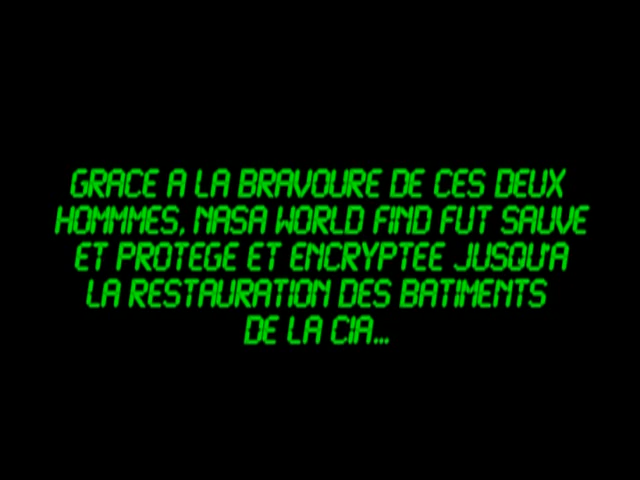 GRACE A LA BRAVOURE DE CES DEUX
HOMMMES, NASA WORLD FIND FUT SAUVE
ET PROTEGE ET ENCRYPTEE JUSQU'A
LA RESTAURATION DES BATIMENTS
DE LA CIA...